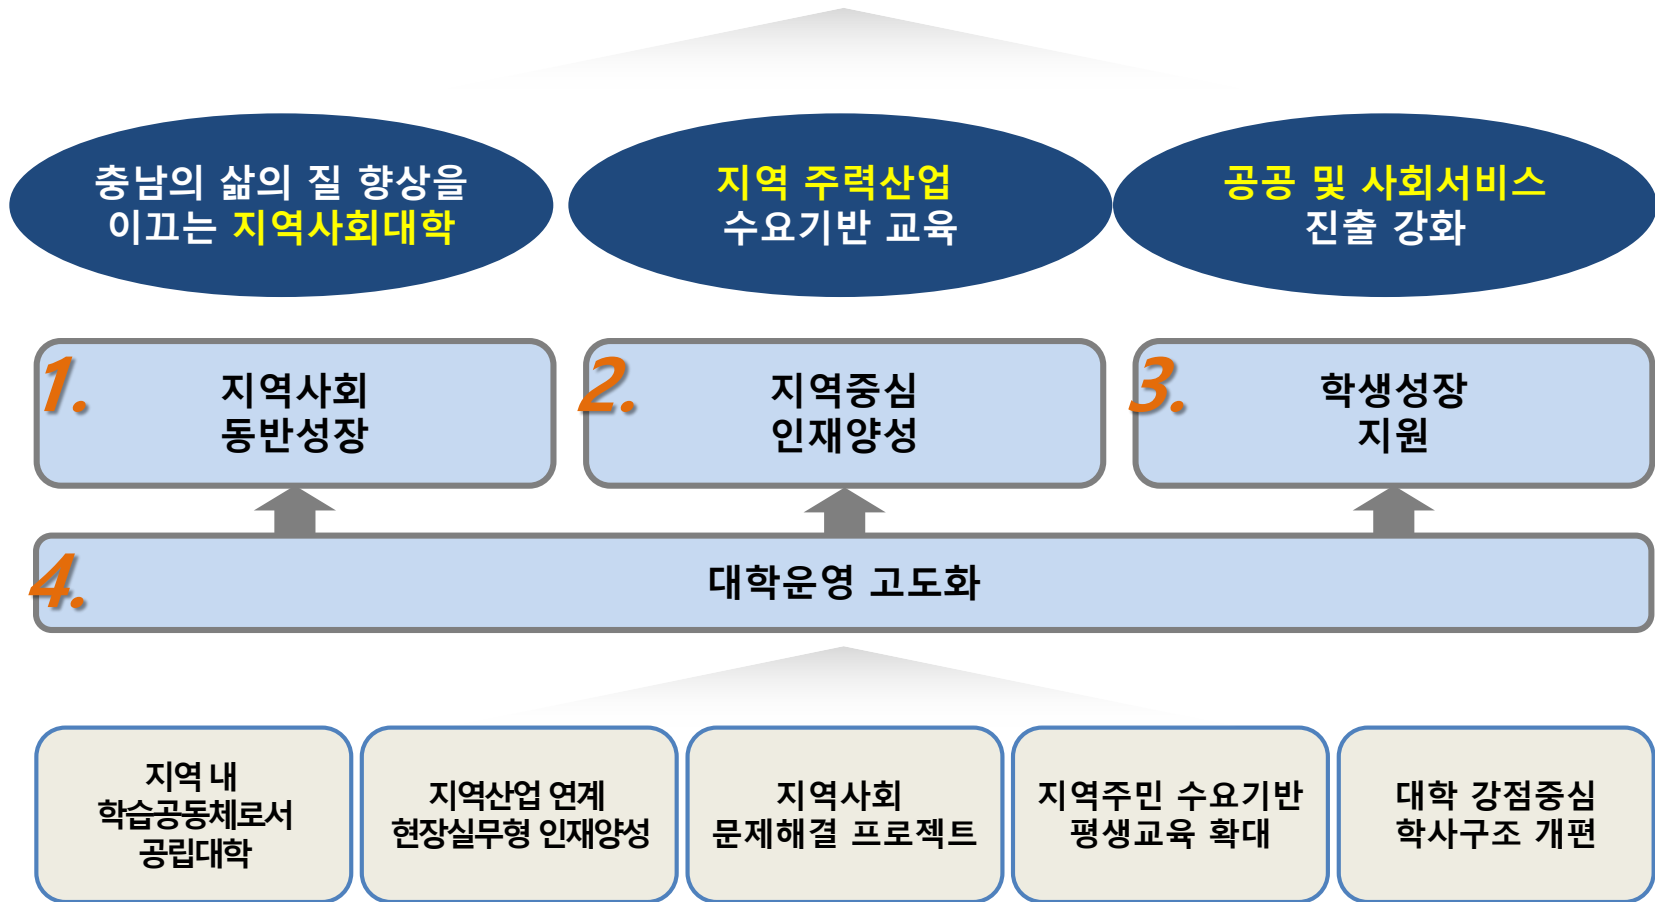 충남의 삶의 질 향상을
이끄는 지역사회대학
지역 주력산업
수요기반 교육
공공 및 사회서비스
진출 강화
1.
지역사회
동반성장
2.
지역중심
인재양성
3.
학생성장
지원
4.
대학운영 고도화
지역 내
학습공동체로서
공립대학
지역산업 연계
현장실무형 인재양성
지역사회
문제해결 프로젝트
지역주민 수요기반
평생교육 확대
대학 강점중심
학사구조 개편